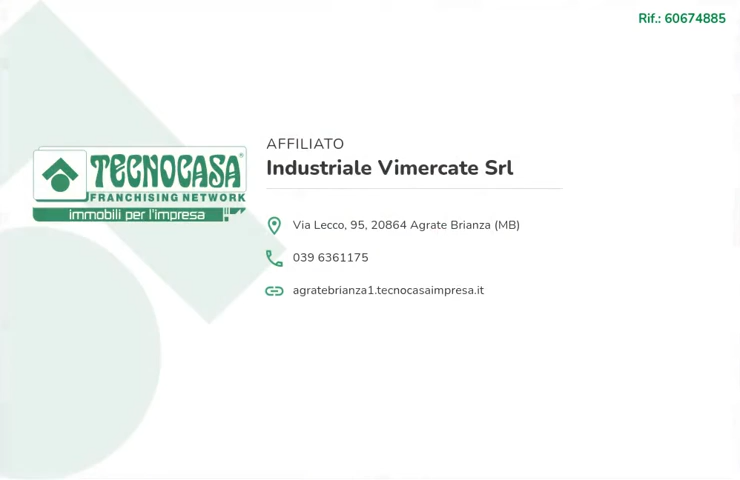 Rif.: 60674885
AFFILIATO
Industriale Vimercate Srl
TECNOCASA®
FRANCHISING NETWORK
immobili per l'impresa
Via Lecco, 95, 20864 Agrate Brianza (MB)
039 6361175
agratebrianza1.tecnocasaimpresa.it